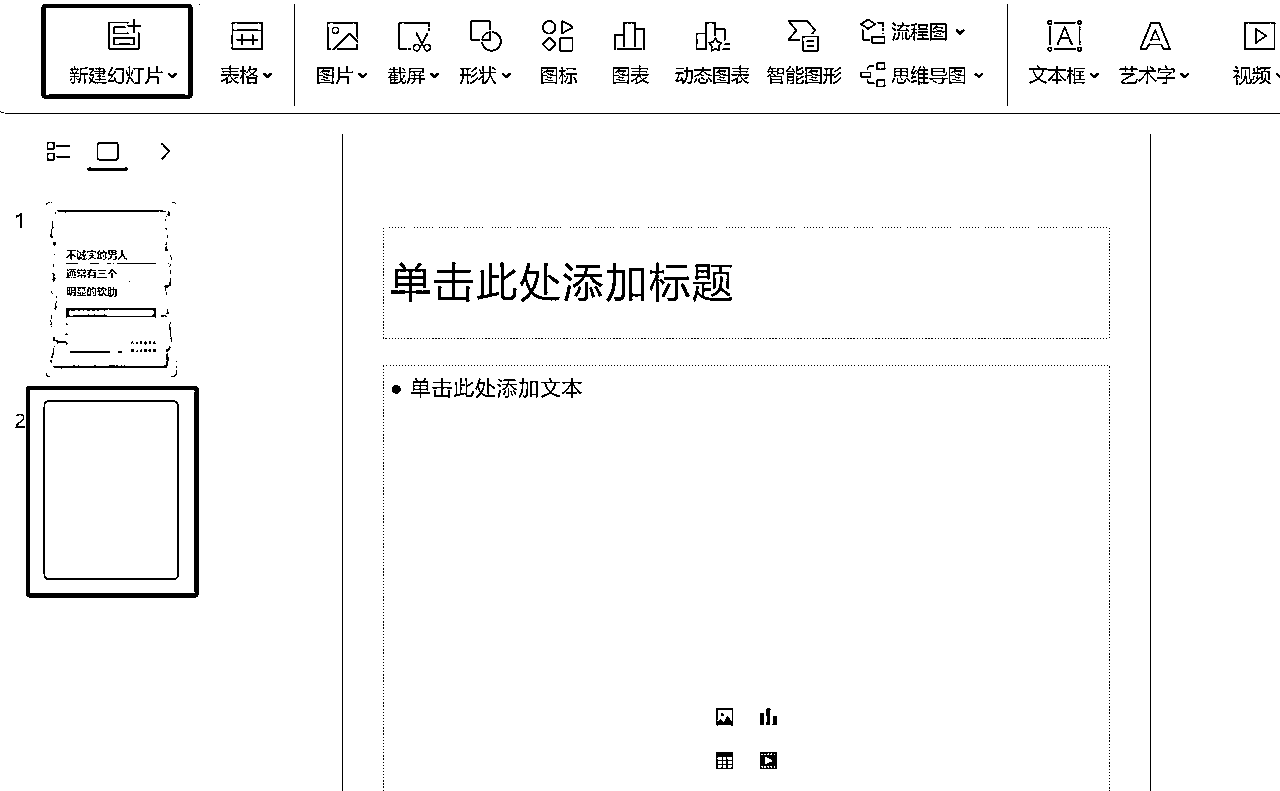 新建幻灯片
表格
图片
截屏
形状
图标
图表
动态图表
智能图形
流程图
思维导图
文本框
艺术字
视频
1
不诚实的男人
通常有三个
明显的软肋
2
单击此处添加标题
● 单击此处添加文本